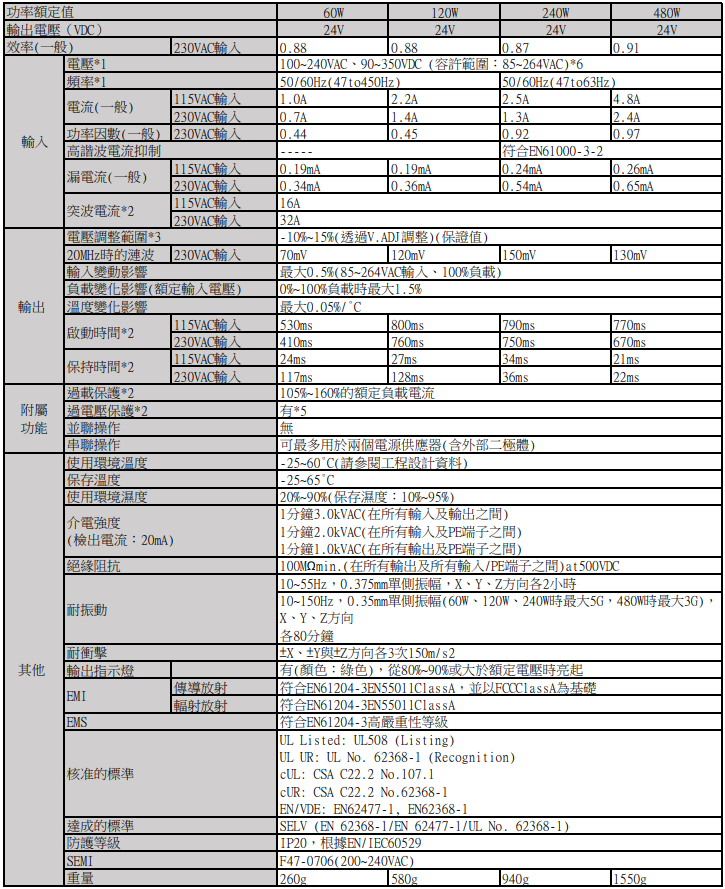 功率額定值 60W 120W 240W 480W
輸出電壓（VDC） 24V 24V 24V 24V
效率(一般) 230VAC輸入 0.88 0.88 0.87 0.91
輸入 電壓*1 100~240VAC、90~350VDC (容許範圍：85~264VAC)*6
頻率*1 50/60Hz(47to450Hz) 50/60Hz(47to63Hz)
電流(一般) 115VAC輸入 1.0A 2.2A 2.5A 4.8A
230VAC輸入 0.7A 1.4A 1.3A 2.4A
功率因數(一般) 230VAC輸入 0.44 0.45 0.92 0.97
高諧波電流抑制 ----- 符合EN61000-3-2
漏電流(一般) 115VAC輸入 0.19mA 0.19mA 0.24mA 0.26mA
230VAC輸入 0.34mA 0.36mA 0.54mA 0.65mA
突波電流*2 115VAC輸入 16A
230VAC輸入 32A
輸出 電壓調整範圍*3 -10%~15%(透過V.ADJ調整)(保證值)
20MHz時的漣波 230VAC輸入 70mV 120mV 150mV 130mV
輸入變動影響 最大0.5%(85~264VAC輸入、100%負載)
負載變化影響(額定輸入電壓) 0%~100%負載時最大1.5%
溫度變化影響 最大0.05%/°C
啟動時間*2 115VAC輸入 530ms 800ms 790ms 770ms
230VAC輸入 410ms 760ms 750ms 670ms
保持時間*2 115VAC輸入 24ms 27ms 34ms 21ms
230VAC輸入 117ms 128ms 36ms 22ms
附屬功能 過載保護*2 105%~160%的額定負載電流
過電壓保護*2 有*5
並聯操作 無
串聯操作 可最多用於兩個電源供應器(含外部二極體)
其他 使用環境溫度 -25~60°C(請參閱工程設計資料)
保存溫度 -25~65°C
使用環境濕度 20%~90%(保存濕度：10%~95%)
介電強度
(檢出電流：20mA)
1分鐘3.0kVAC(在所有輸入及輸出之間)
1分鐘2.0kVAC(在所有輸入及PE端子之間)
1分鐘1.0kVAC(在所有輸出及PE端子之間)
絕緣阻抗 100MΩmin.(在所有輸出及所有輸入/PE端子之間)at500VDC
耐振動 10~55Hz，0.375mm單側振幅，X、Y、Z方向各2小時
10~150Hz，0.35mm單側振幅(60W、120W、240W時最大5G，480W時最大3G)，
X、Y、Z方向
各80分鐘
耐衝擊 ±X、±Y與±Z方向各3次150m/s2
輸出指示燈 有(顏色：綠色)，從80%~90%或大於額定電壓時亮起
EMI 傳導放射 符合EN61204-3EN55011ClassA，並以FCCClassA為基礎
輻射放射 符合EN61204-3EN55011ClassA
EMS 符合EN61204-3高嚴重性等級
核准的標準 UL Listed: UL508 (Listing)
UL UR: UL No. 62368-1 (Recognition)
cUL: CSA C22.2 No.107.1
cUR: CSA C22.2 No.62368-1
EN/VDE: EN62477-1, EN62368-1
達成的標準 SELV (EN 62368-1/EN 62477-1/UL No. 62368-1)
防護等級 IP20，根據EN/IEC60529
SEMI F47-0706(200~240VAC)
重量 260g 580g 940g 1550g